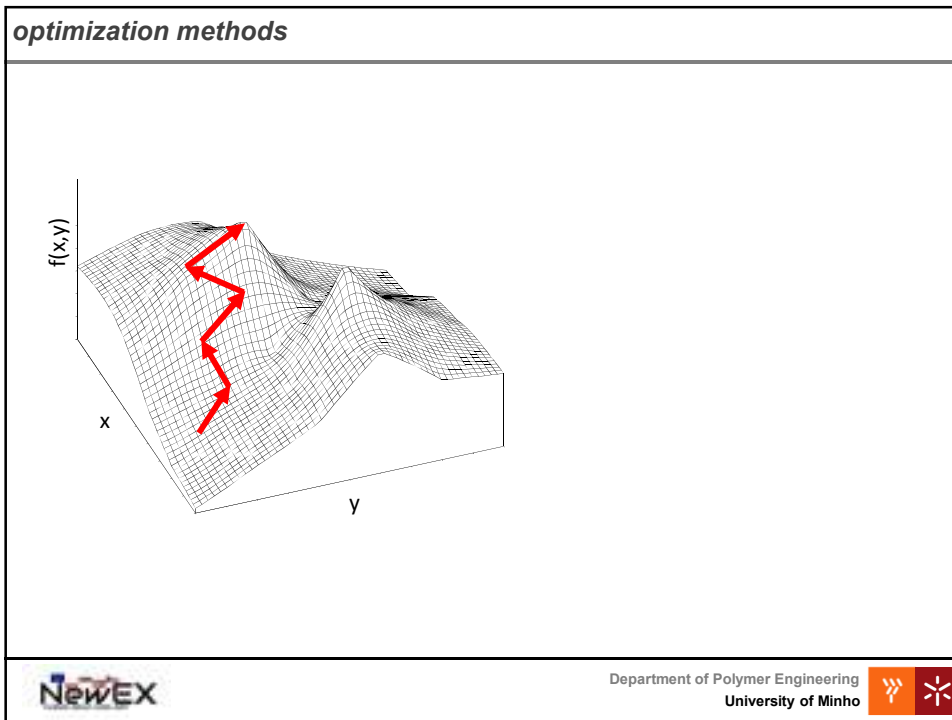 optimization methods
f(x,y)
x
y
NewEX
Department of Polymer Engineering
University of Minho